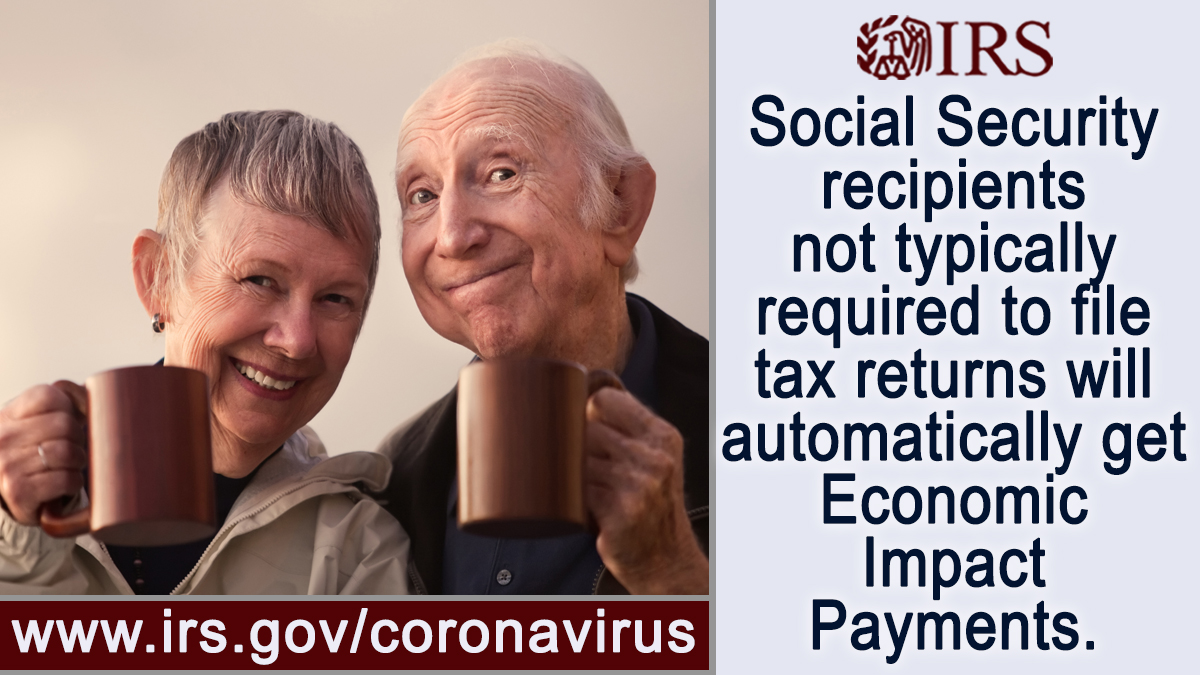 IRS
Social Security
recipients
not typically
required to file
tax returns will
automatically get
Economic
Impact
Payments.
www.irs.gov/coronavirus